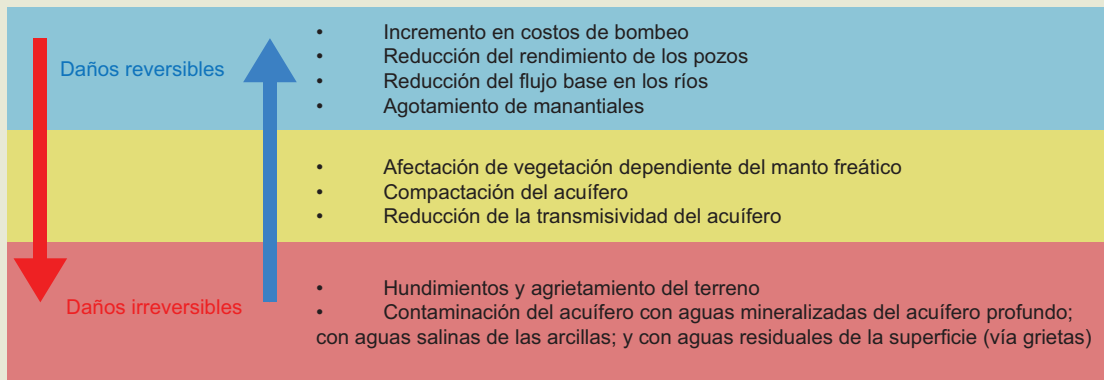 Daños reversibles
• Incremento en costos de bombeo
• Reducción del rendimiento de los pozos
• Reducción del flujo base en los ríos
• Agotamiento de manantiales
• Afectación de vegetación dependiente del manto freático
• Compactación del acuífero
• Reducción de la transmisividad del acuífero
Daños irreversibles
• Hundimientos y agrietamiento del terreno
• Contaminación del acuífero con aguas mineralizadas del acuífero profundo;
con aguas salinas de las arcillas; y con aguas residuales de la superficie (vía grietas)